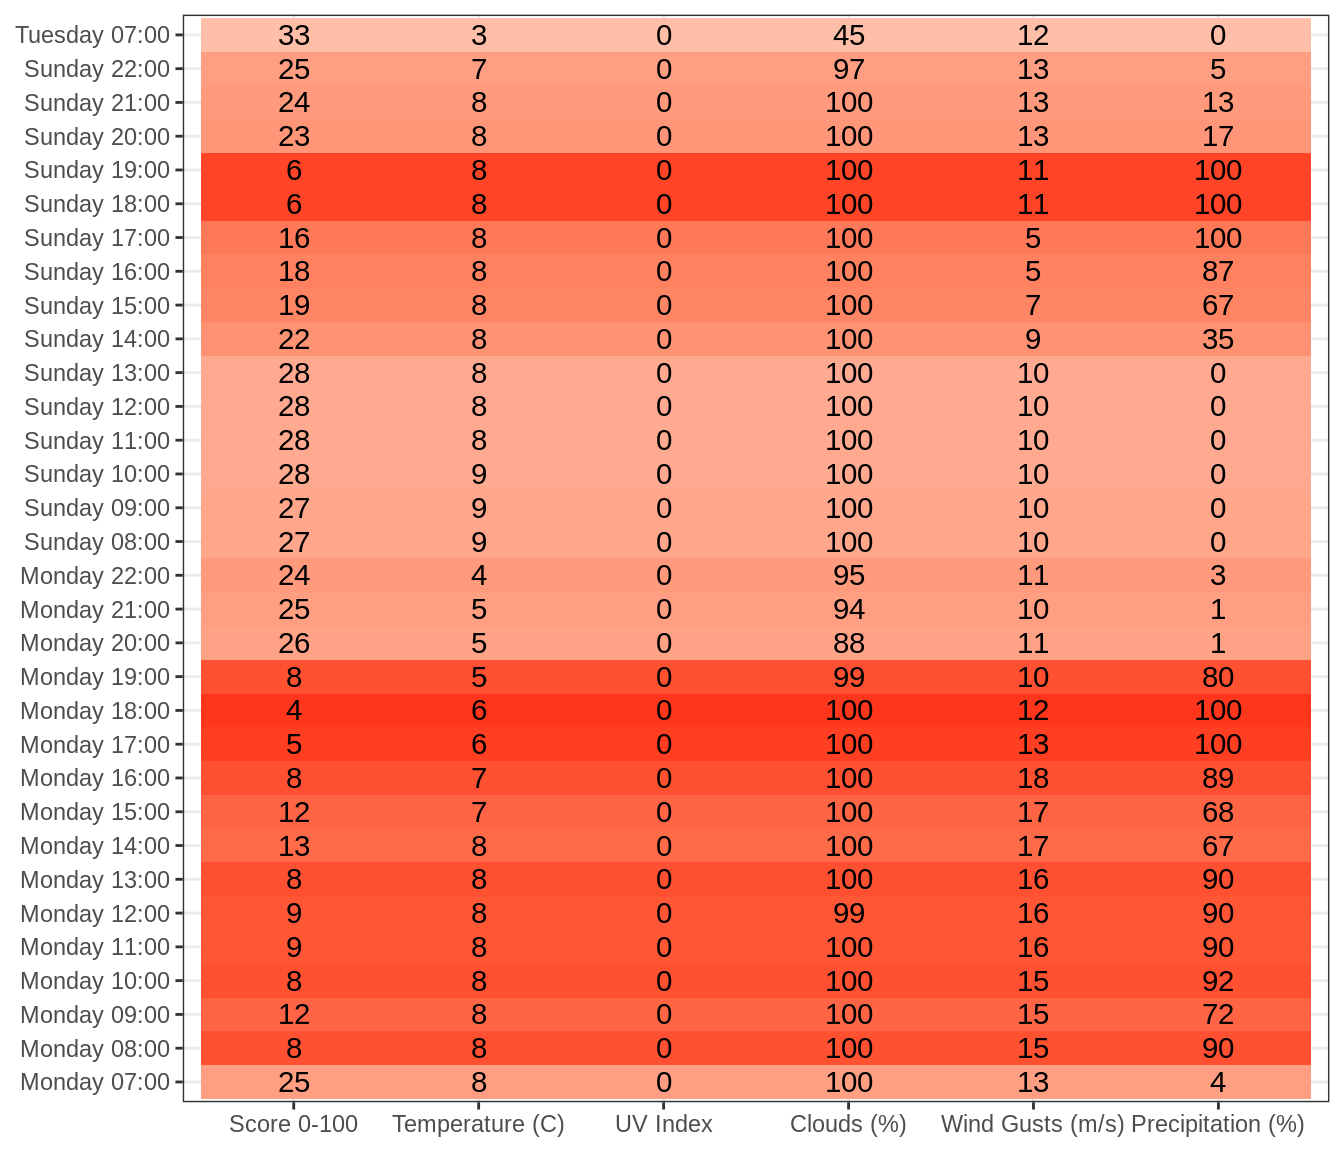 Tuesday 07:00 33 3 0 45 12 0
Sunday 22:00 25 7 0 97 13 5
Sunday 21:00 24 8 0 100 13 13
Sunday 20:00 23 8 0 100 13 17
Sunday 19:00 6 8 0 100 11 100
Sunday 18:00 6 8 0 100 11 100
Sunday 17:00 16 8 0 100 5 100
Sunday 16:00 18 8 0 100 5 87
Sunday 15:00 19 8 0 100 7 67
Sunday 14:00 22 8 0 100 9 35
Sunday 13:00 28 8 0 100 10 0
Sunday 12:00 28 8 0 100 10 0
Sunday 11:00 28 8 0 100 10 0
Sunday 10:00 28 9 0 100 10 0
Sunday 09:00 27 9 0 100 10 0
Sunday 08:00 27 9 0 100 10 0
Monday 22:00 24 4 0 95 11 3
Monday 21:00 25 5 0 94 10 1
Monday 20:00 26 5 0 88 11 1
Monday 19:00 8 5 0 99 10 80
Monday 18:00 4 6 0 100 12 100
Monday 17:00 5 6 0 100 13 100
Monday 16:00 8 7 0 100 18 89
Monday 15:00 12 7 0 100 17 68
Monday 14:00 13 8 0 100 17 67
Monday 13:00 8 8 0 100 16 90
Monday 12:00 9 8 0 99 16 90
Monday 11:00 9 8 0 100 16 90
Monday 10:00 8 8 0 100 15 92
Monday 09:00 12 8 0 100 15 72
Monday 08:00 8 8 0 100 15 90
Monday 07:00 25 8 0 100 13 4
Score 0-100 Temperature (C) UV Index Clouds (%) Wind Gusts (m/s) Precipitation (%)